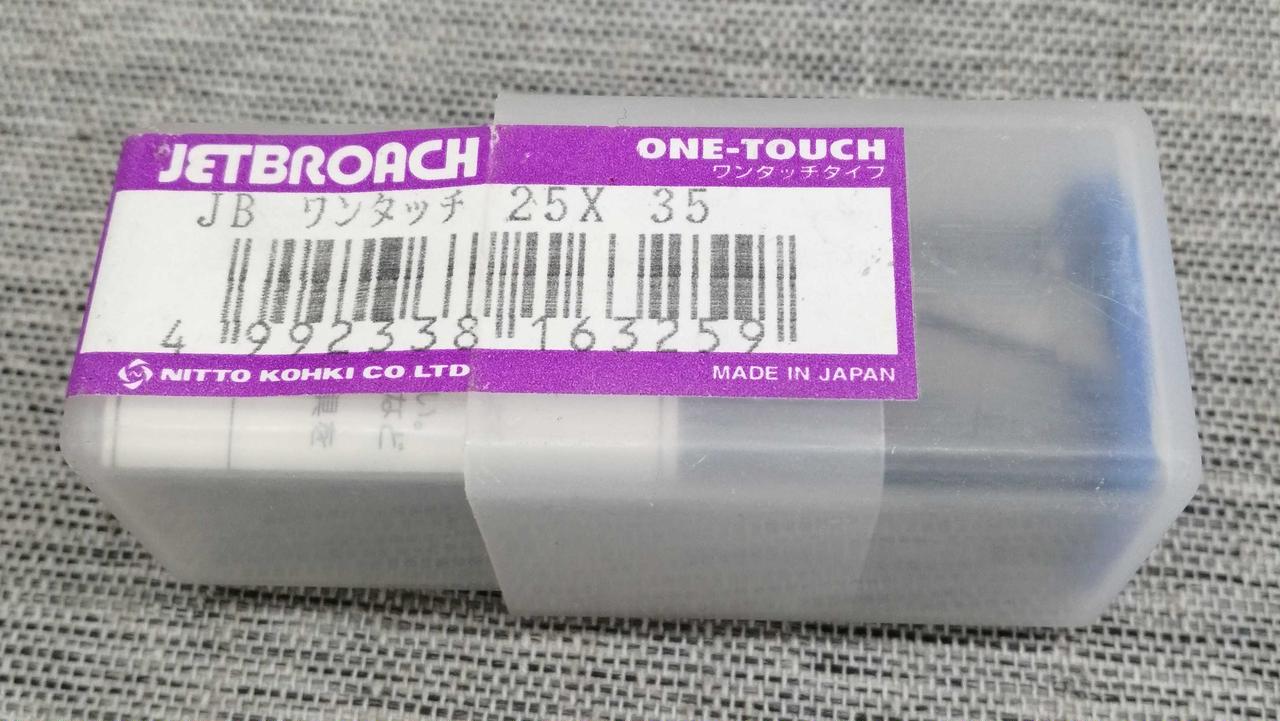 JETBROACH
ONE-TOUCH
ワンタッチタイプ
JB ワンタッチ 25X 35
4 992338 163259
NITTO KOHKI CO.LTD
MADE IN JAPAN